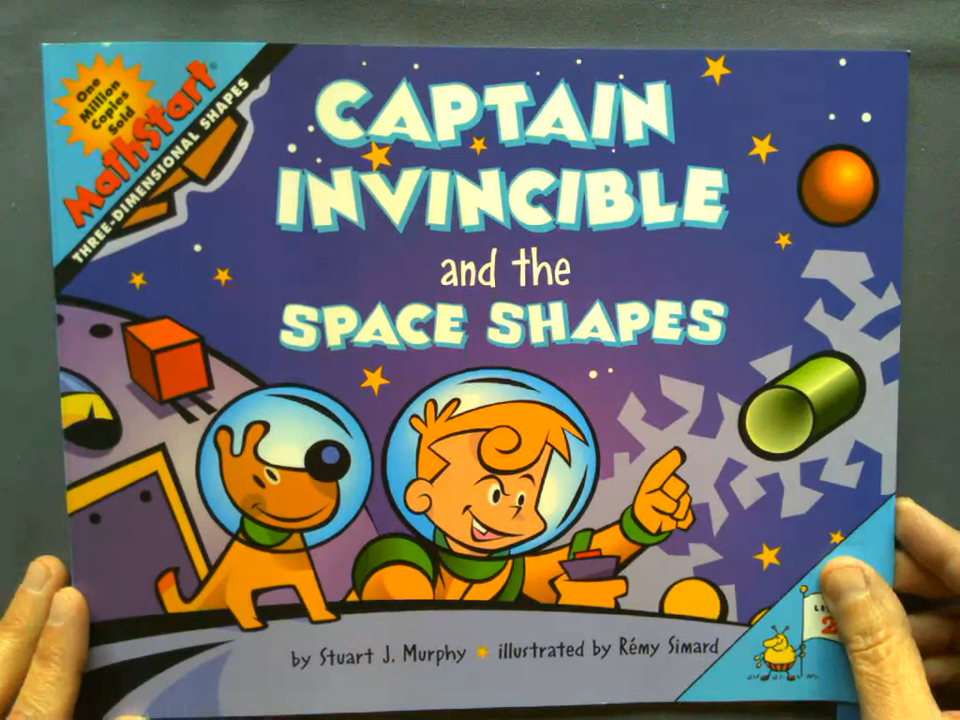 One
Million
Copies
Sold
MathStart®
THREE-DIMENSIONAL SHAPES
CAPTAIN
INVINCIBLE
and the
SPACE SHAPES
by Stuart J. Murphy ★ illustrated by Rémy Simard
2